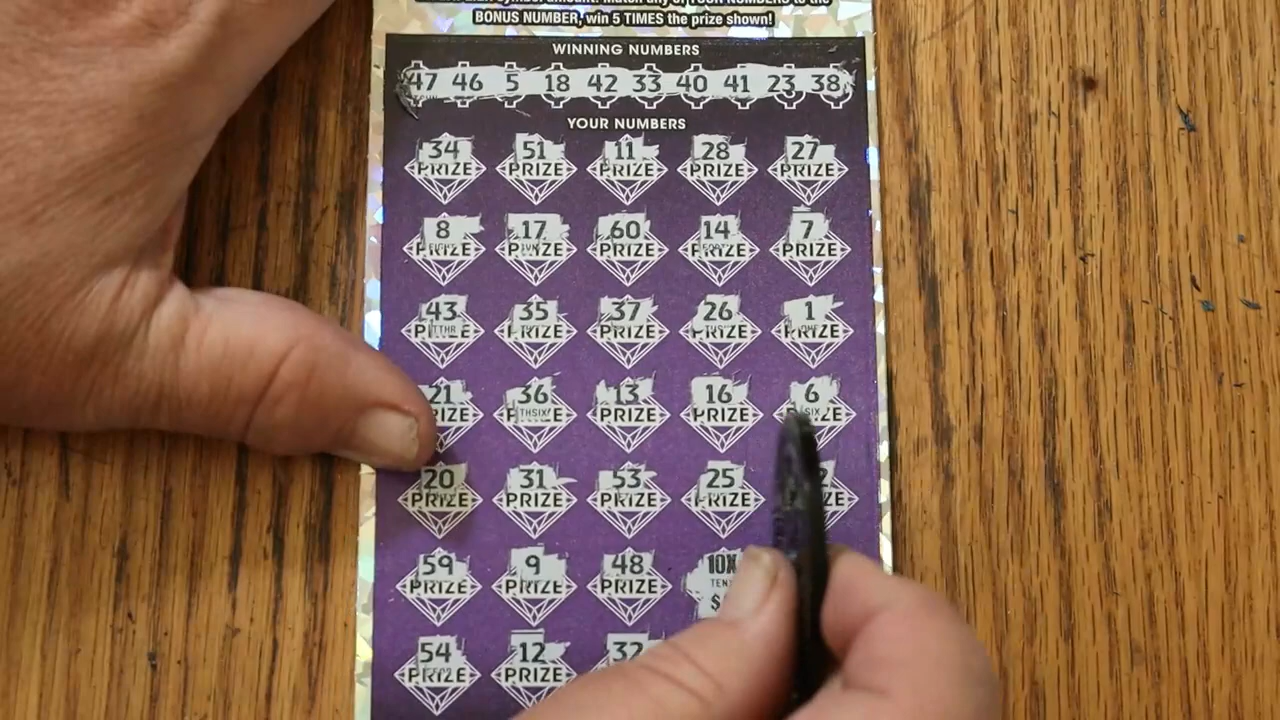 BONUS NUMBER, win 5 TIMES the prize shown!
WINNING NUMBERS
47 46 5 18 42 33 40 41 23 38
YOUR NUMBERS
34 51 11 28 27
PRIZE PRIZE PRIZE PRIZE PRIZE
8 17 60 14 7
PRIZE PRIZE PRIZE PRIZE PRIZE
43 35 37 26 1
PRIZE PRIZE PRIZE PRIZE PRIZE
21 36 13 16 6
PRIZE PRIZE PRIZE PRIZE PRIZE
20 31 53 25
PRIZE PRIZE PRIZE PRIZE
59 9 48 10X
PRIZE PRIZE PRIZE
54 12 32
PRIZE PRIZE